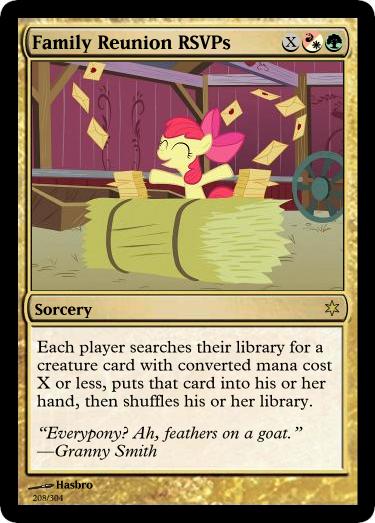 Family Reunion RSVPs X
Sorcery
Each player searches their library for a
creature card with converted mana cost
X or less, puts that card into his or her
hand, then shuffles his or her library.
“Everypony? Ah, feathers on a goat.”
—Granny Smith
Hasbro
208/304